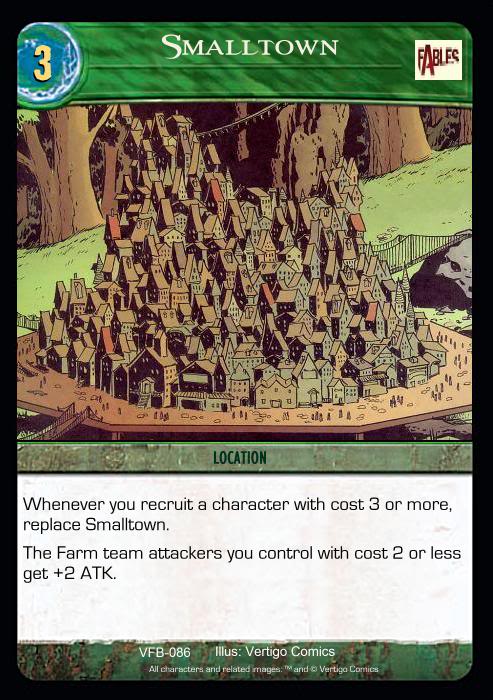 3
SMALLTOWN
FABLES
LOCATION
Whenever you recruit a character with cost 3 or more,
replace Smalltown.
The Farm team attackers you control with cost 2 or less
get +2 ATK.
VFB-086 Illus: Vertigo Comics
All characters and related images: ™ and © Vertigo Comics